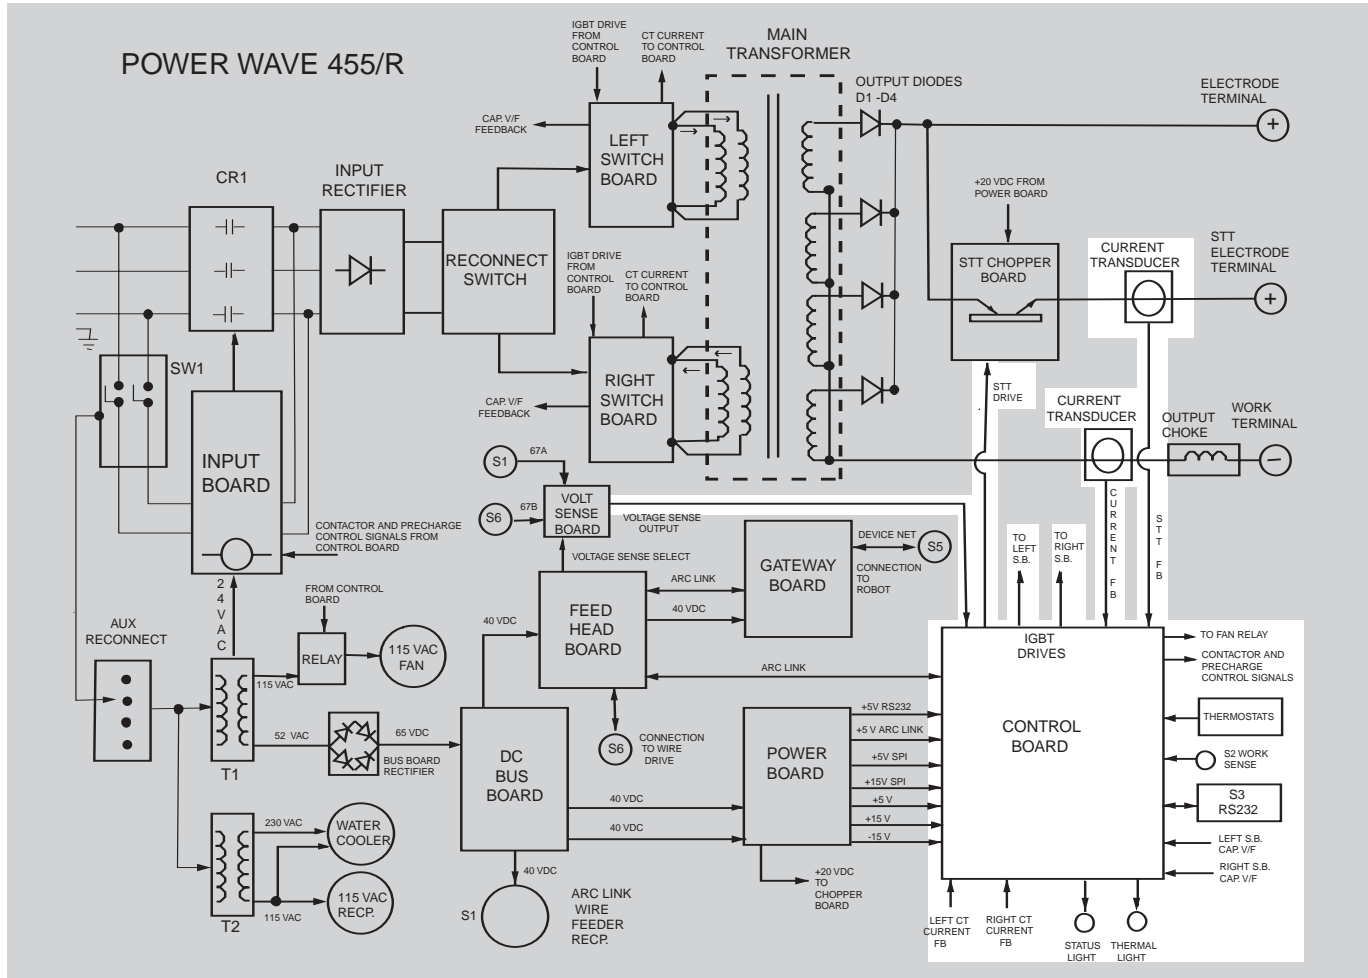 POWER WAVE 455/R
IGBT DRIVE
FROM
CONTROL
BOARD
CT CURRENT
TO CONTROL
BOARD
MAIN
TRANSFORMER
OUTPUT DIODES
D1 -D4
ELECTRODE
TERMINAL
+
CAP. V/F
FEEDBACK
LEFT
SWITCH
BOARD
CR1
INPUT
RECTIFIER
RECONNECT
SWITCH
+20 VDC FROM
POWER BOARD
STT CHOPPER
BOARD
CURRENT
TRANSDUCER
STT
ELECTRODE
TERMINAL
+
IGBT DRIVE
FROM
CONTROL
BOARD
CT CURRENT
TO CONTROL
BOARD
SW1
RIGHT
SWITCH
BOARD
CAP. V/F
FEEDBACK
STT
DRIVE
CURRENT
TRANSDUCER
OUTPUT
CHOKE
WORK
TERMINAL
INPUT
BOARD
S1
67A
S6
67B
VOLT
SENSE
BOARD
VOLTAGE SENSE
OUTPUT
VOLTAGE SENSE SELECT
CONTACTOR AND PRECHARGE
CONTROL SIGNALS FROM
CONTROL BOARD
GATEWAY
BOARD
DEVICE NET
S5
CONNECTION
TO
ROBOT
TO
LEFT
S.B.
TO
RIGHT
S.B.
CURRENT FB
STT FB
24VAC
FROM CONTROL
BOARD
AUX
RECONNECT
RELAY
115 VAC
FAN
40 VDC
FEED
HEAD
BOARD
ARC LINK
40 VDC
ARC LINK
IGBT
DRIVES
CONTROL
BOARD
TO FAN RELAY
CONTACTOR AND
PRECHARGE
CONTROL SIGNALS
THERMOSTATS
S2 WORK
SENSE
S3
RS232
LEFT S.B.
CAP. V/F
RIGHT S.B.
CAP. V/F
115 VAC
52 VAC
T1
BUS BOARD
RECTIFIER
65 VDC
DC
BUS
BOARD
S6
CONNECTION
TO WIRE
DRIVE
POWER
BOARD
+5V RS232
+5 V ARC LINK
+5V SPI
+15V SPI
+5 V
+15 V
-15 V
40 VDC
40 VDC
230 VAC
WATER
COOLER
115 VAC
RECP.
115 VAC
T2
40 VDC
S1
ARC LINK
WIRE
FEEDER
RECP.
+20 VDC
TO
CHOPPER
BOARD
LEFT CT
CURRENT
FB
RIGHT CT
CURRENT
FB
STATUS
LIGHT
THERMAL
LIGHT